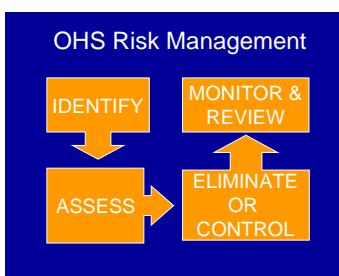 OHS Risk Management
IDENTIFY
MONITOR &
REVIEW
ASSESS
ELIMINATE
OR
CONTROL